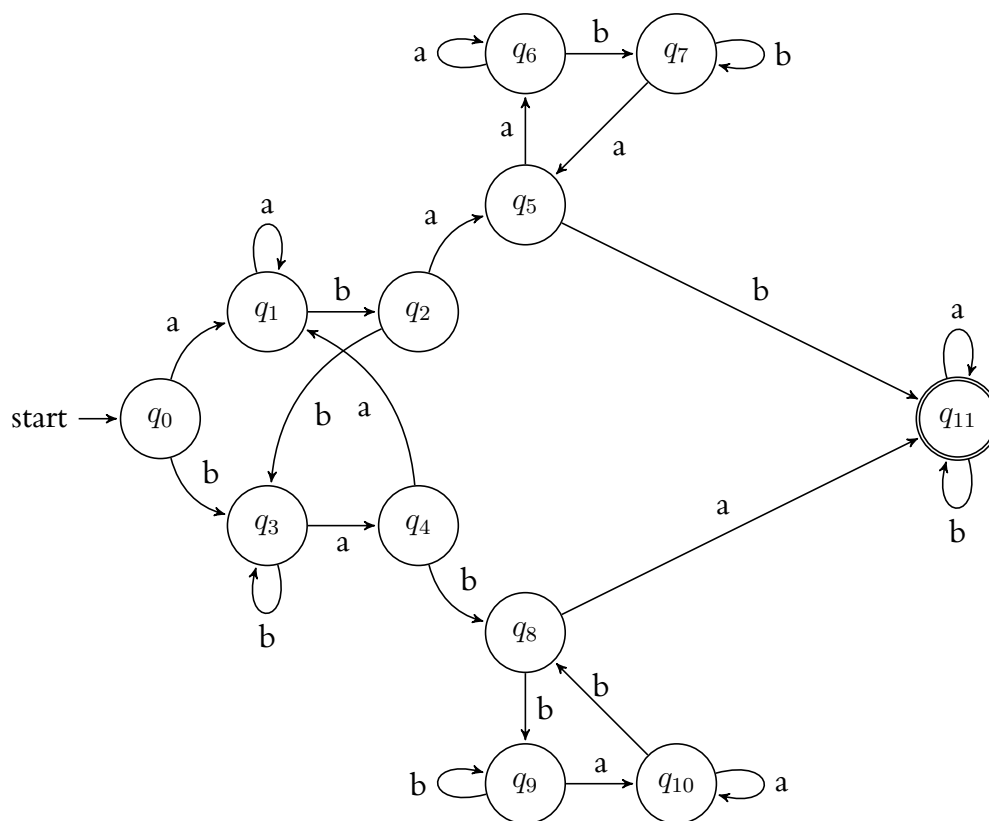 a q₆ b q₇ b
a a
q₅
a a
b
q₁ b q₂
a
a
start q₀ b a q₁₁
b
q₃ a q₄ a
b b
b q₈
b b
b q₉ a q₁₀ a